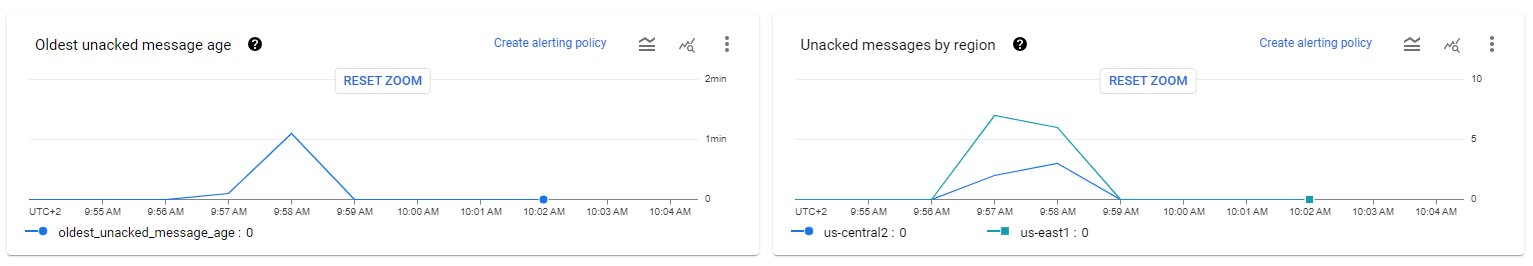 Oldest unacked message age ? Create alerting policy
RESET ZOOM
2min
1min
0
UTC+2 9:55 AM 9:56 AM 9:57 AM 9:58 AM 9:59 AM 10:00 AM 10:01 AM 10:02 AM 10:03 AM 10:04 AM
oldest_unacked_message_age : 0
Unacked messages by region ? Create alerting policy
RESET ZOOM
10
5
0
UTC+2 9:55 AM 9:56 AM 9:57 AM 9:58 AM 9:59 AM 10:00 AM 10:01 AM 10:02 AM 10:03 AM 10:04 AM
us-central2 : 0 us-east1 : 0